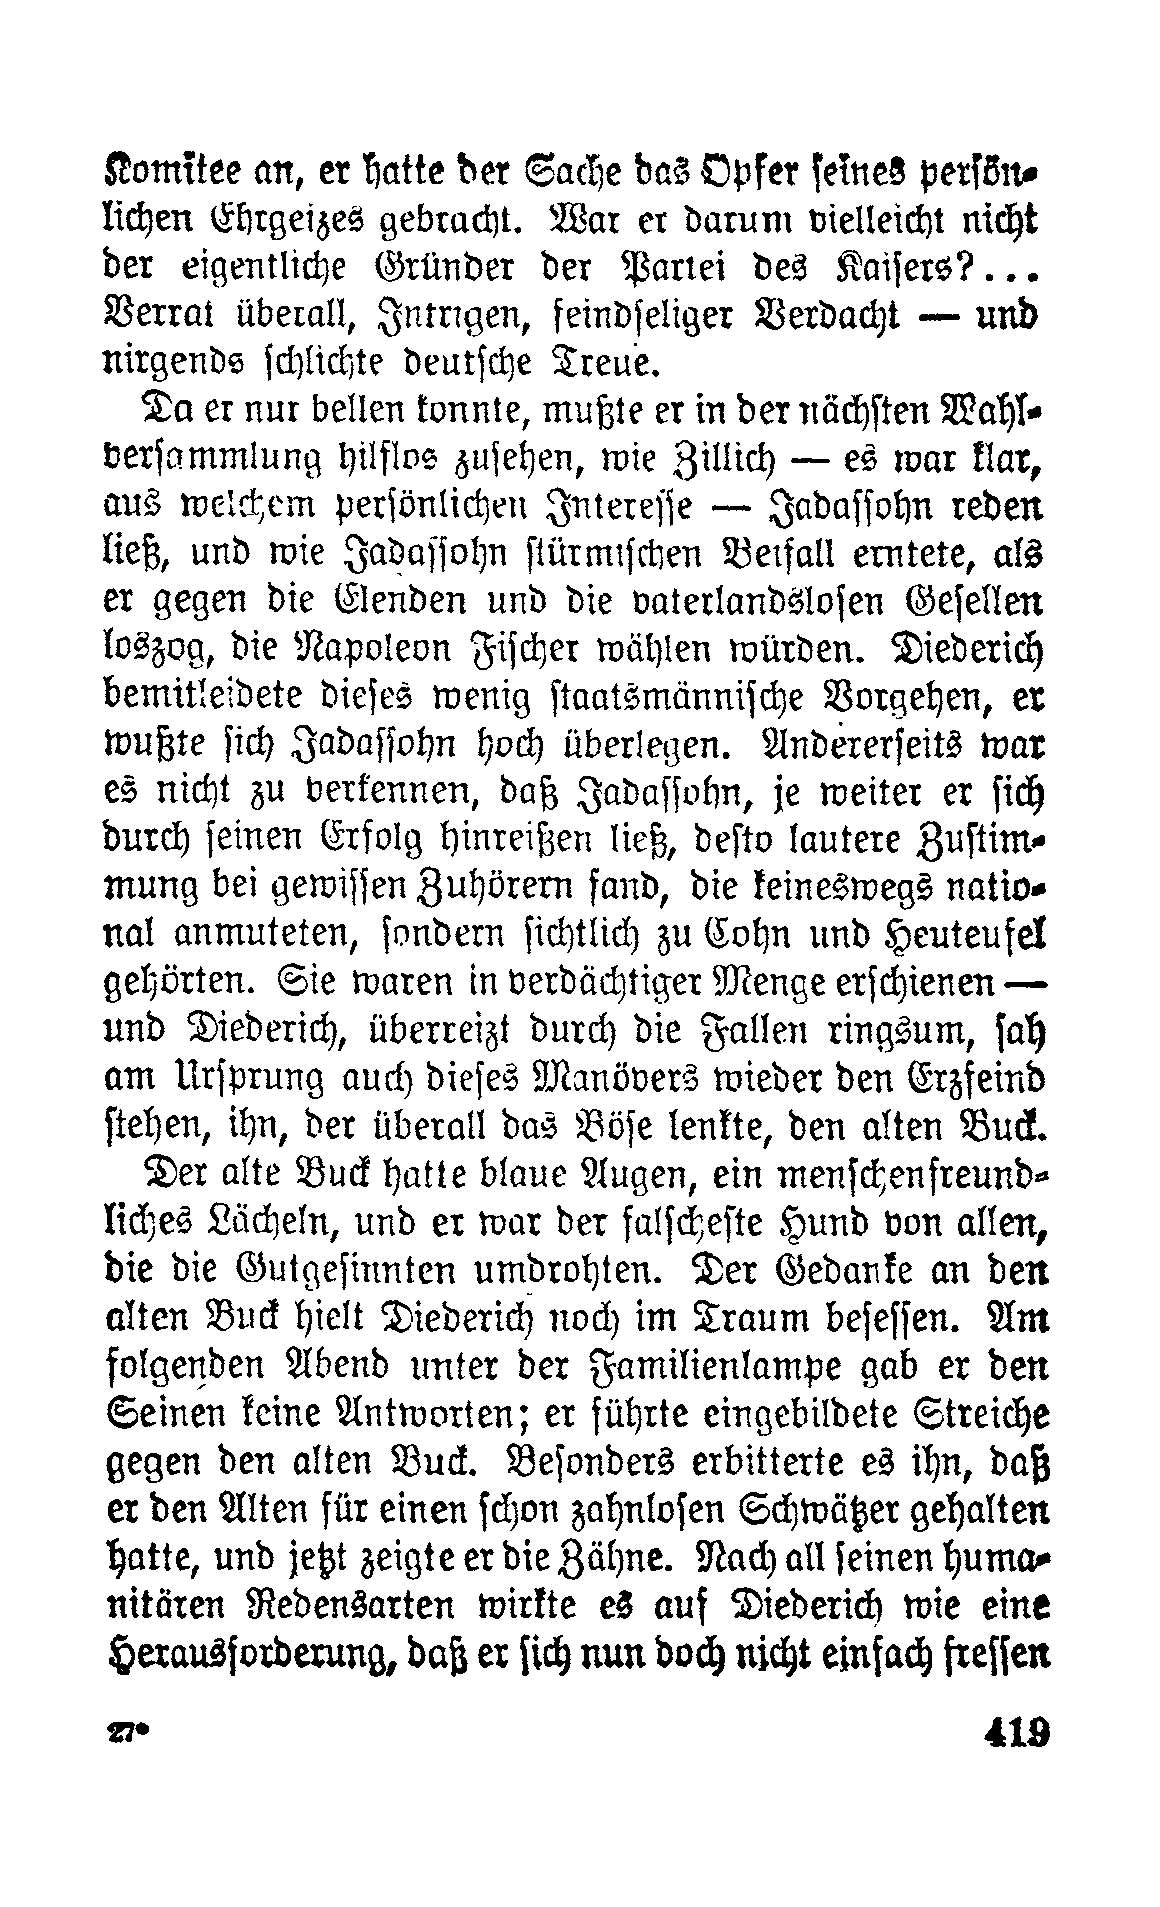 Komitee an, er hatte der Sache das Opfer seines persön-
lichen Ehrgeizes gebracht. War er darum vielleicht nicht
der eigentliche Gründer der Partei des Kaisers?...
Verrat überall, Intrigen, feindseliger Verdacht — und
nirgends schlichte deutsche Treue.
Da er nur bellen konnte, mußte er in der nächsten Wahl-
versammlung hilflos zusehen, wie Zillich — es war klar,
aus welchem persönlichen Interesse — Jadassohn reden
ließ, und wie Jadassohn stürmischen Beifall erntete, als
er gegen die Elenden und die vaterlandslosen Gesellen
loszog, die Napoleon Fischer wählen würden. Diederich
bemitleidete dieses wenig staatsmännische Vorgehen, er
wußte sich Jadassohn hoch überlegen. Andererseits war
es nicht zu verkennen, daß Jadassohn, je weiter er sich
durch seinen Erfolg hinreißen ließ, desto lautere Zustim-
mung bei gewissen Zuhörern fand, die keineswegs natio-
nal anmuteten, sondern sichtlich zu Cohn und Heuteufel
gehörten. Sie waren in verdächtiger Menge erschienen —
und Diederich, überreizt durch die Fallen ringsum, sah
am Ursprung auch dieses Manövers wieder den Erzfeind
stehen, ihn, der überall das Böse lenkte, den alten Buck.
Der alte Buck hatte blaue Augen, ein menschenfreund-
liches Lächeln, und er war der falscheste Hund von allen,
die die Gutgesinnten umdrohten. Der Gedanke an den
alten Buck hielt Diederich noch im Traum besessen. Am
folgenden Abend unter der Familienlampe gab er den
Seinen keine Antworten; er führte eingebildete Streiche
gegen den alten Buck. Besonders erbitterte es ihn, daß
er den Alten für einen schon zahnlosen Schwätzer gehalten
hatte, und jetzt zeigte er die Zähne. Nach all seinen huma-
nitären Redensarten wirkte es auf Diederich wie eine
Herausforderung, daß er sich nun doch nicht einfach fressen
27*
419